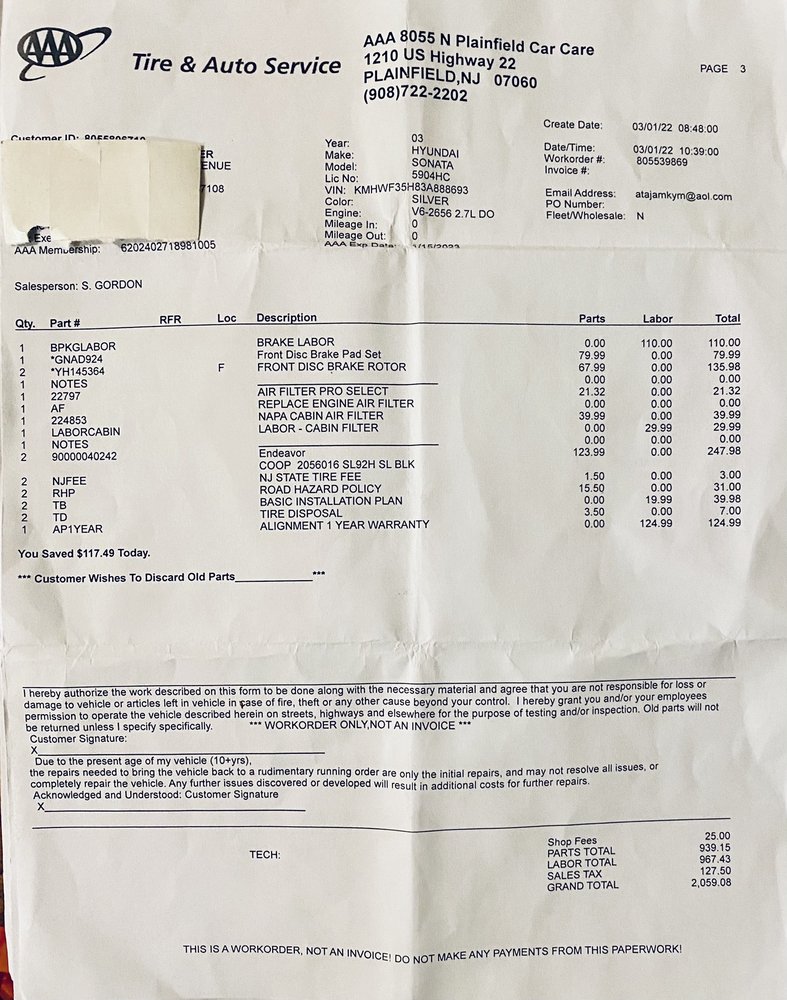 AAA
Tire & Auto Service
AAA 8055 N Plainfield Car Care
1210 US Highway 22
PLAINFIELD,NJ 07060
(908)722-2202
PAGE 3
Create Date: 03/01/22 08:48:00
Date/Time: 03/01/22 10:39:00
Workorder #: 805539869
Invoice #:
Email Address: atajamkym@aol.com
PO Number:
Fleet/Wholesale: N
Customer ID:
ER
ENUE
7108
Exe
AAA Membership: 6202402718981005
Year: 03
Make: HYUNDAI
Model: SONATA
Lic No: 5904HC
VIN: KMHWF35H83A888693
Color: SILVER
Engine: V6-2656 2.7L DO
Mileage In: 0
Mileage Out: 0
AAA Exp Date: 1/15/2023
Salesperson: S. GORDON
Qty. Part # RFR Loc Description Parts Labor Total
1 BPKGLABOR BRAKE LABOR 0.00 110.00 110.00
1 *GNAD924 Front Disc Brake Pad Set 79.99 0.00 79.99
2 *YH145364 F FRONT DISC BRAKE ROTOR 67.99 0.00 135.98
1 NOTES 0.00 0.00 0.00
1 22797 AIR FILTER PRO SELECT 21.32 0.00 21.32
1 AF REPLACE ENGINE AIR FILTER 0.00 0.00 0.00
1 224853 NAPA CABIN AIR FILTER 39.99 0.00 39.99
1 LABORCABIN LABOR - CABIN FILTER 0.00 29.99 29.99
1 NOTES 0.00 0.00 0.00
2 90000040242 Endeavor 123.99 0.00 247.98
COOP 2056016 SL92H SL BLK
2 NJFEE NJ STATE TIRE FEE 1.50 0.00 3.00
2 RHP ROAD HAZARD POLICY 15.50 0.00 31.00
2 TB BASIC INSTALLATION PLAN 0.00 19.99 39.98
2 TD TIRE DISPOSAL 3.50 0.00 7.00
1 AP1YEAR ALIGNMENT 1 YEAR WARRANTY 0.00 124.99 124.99
You Saved $117.49 Today.
*** Customer Wishes To Discard Old Parts____________***
I hereby authorize the work described on this form to be done along with the necessary material and agree that you are not responsible for loss or
damage to vehicle or articles left in vehicle in case of fire, theft or any other cause beyond your control. I hereby grant you and/or your employees
permission to operate the vehicle described herein on streets, highways and elsewhere for the purpose of testing and/or inspection. Old parts will not
be returned unless I specify specifically. *** WORKORDER ONLY,NOT AN INVOICE ***
Customer Signature:
X
Due to the present age of my vehicle (10+yrs),
the repairs needed to bring the vehicle back to a rudimentary running order are only the initial repairs, and may not resolve all issues, or
completely repair the vehicle. Any further issues discovered or developed will result in additional costs for further repairs.
Acknowledged and Understood: Customer Signature
X
TECH:
Shop Fees 25.00
PARTS TOTAL 939.15
LABOR TOTAL 967.43
SALES TAX 127.50
GRAND TOTAL 2,059.08
THIS IS A WORKORDER, NOT AN INVOICE! DO NOT MAKE ANY PAYMENTS FROM THIS PAPERWORK!